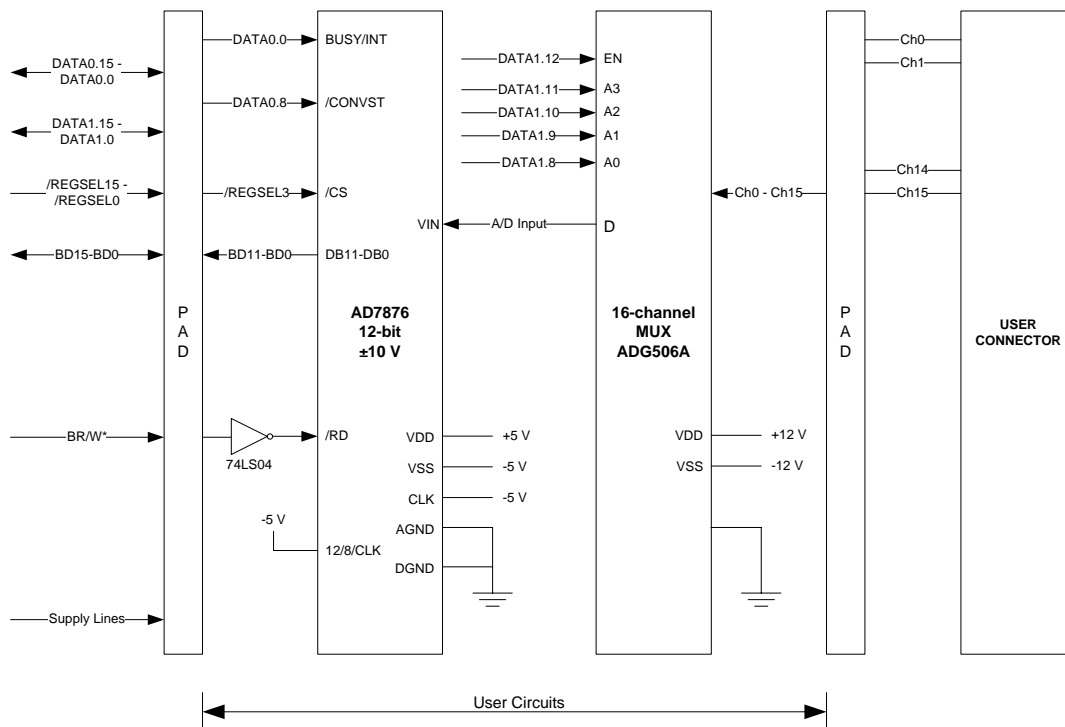 DATA0.0
BUSY/INT
Ch0
Ch1
DATA0.15 -
DATA0.0
DATA1.12
EN
DATA0.8
/CONVST
DATA1.11
A3
DATA1.10
A2
DATA1.15 -
DATA1.0
DATA1.9
A1
DATA1.8
A0
Ch14
/REGSEL15 -
/REGSEL0
/REGSEL3
/CS
Ch0 - Ch15
Ch15
VIN
A/D Input
D
BD15-BD0
BD11-BD0
DB11-DB0
P
A
D
AD7876
12-bit
±10 V
16-channel
MUX
ADG506A
P
A
D
USER
CONNECTOR
BR/W*
74LS04
/RD
VDD
+5 V
VSS
-5 V
CLK
-5 V
VDD
+12 V
VSS
-12 V
-5 V
12/8/CLK
AGND
DGND
Supply Lines
User Circuits